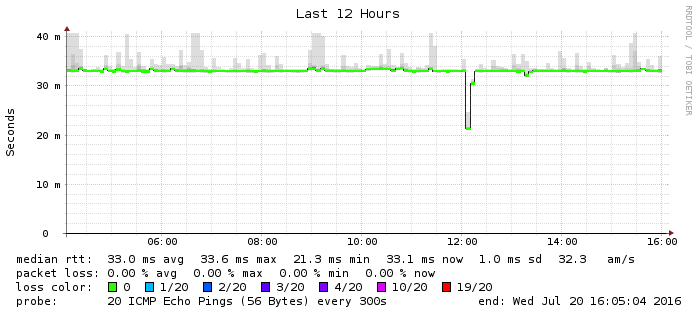 Last 12 Hours
RRDTOOL / TOBI OETIKER
Seconds
40 m
30 m
20 m
10 m
0
06:00 08:00 10:00 12:00 14:00 16:00
median rtt: 33.0 ms avg 33.6 ms max 21.3 ms min 33.1 ms now 1.0 ms sd 32.3 am/s
packet loss: 0.00 % avg 0.00 % max 0.00 % min 0.00 % now
loss color: 0 1/20 2/20 3/20 4/20 10/20 19/20
probe: 20 ICMP Echo Pings (56 Bytes) every 300s end: Wed Jul 20 16:05:04 2016